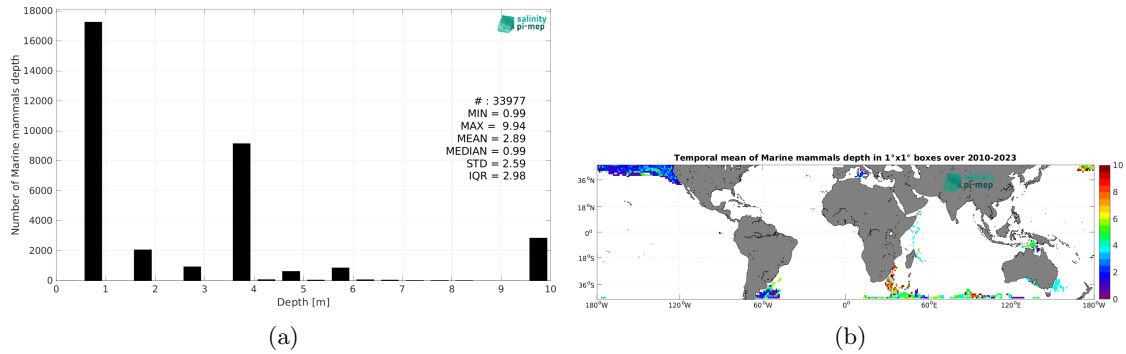 18000
16000
14000
12000
10000
8000
6000
4000
2000
0
Number of Marine mammals depth
salinity
pi-mep
# : 33977
MIN = 0.99
MAX = 9.94
MEAN = 2.89
MEDIAN = 0.99
STD = 2.59
IQR = 2.98
0 1 2 3 4 5 6 7 8 9 10
Depth [m]
(a)
Temporal mean of Marine mammals depth in 1°x1° boxes over 2010-2023
salinity
pi-mep
36°N
18°N
0°
18°S
36°S
180°W 120°W 60°W 0° 60°E 120°E 180°W
10
8
6
4
2
0
(b)